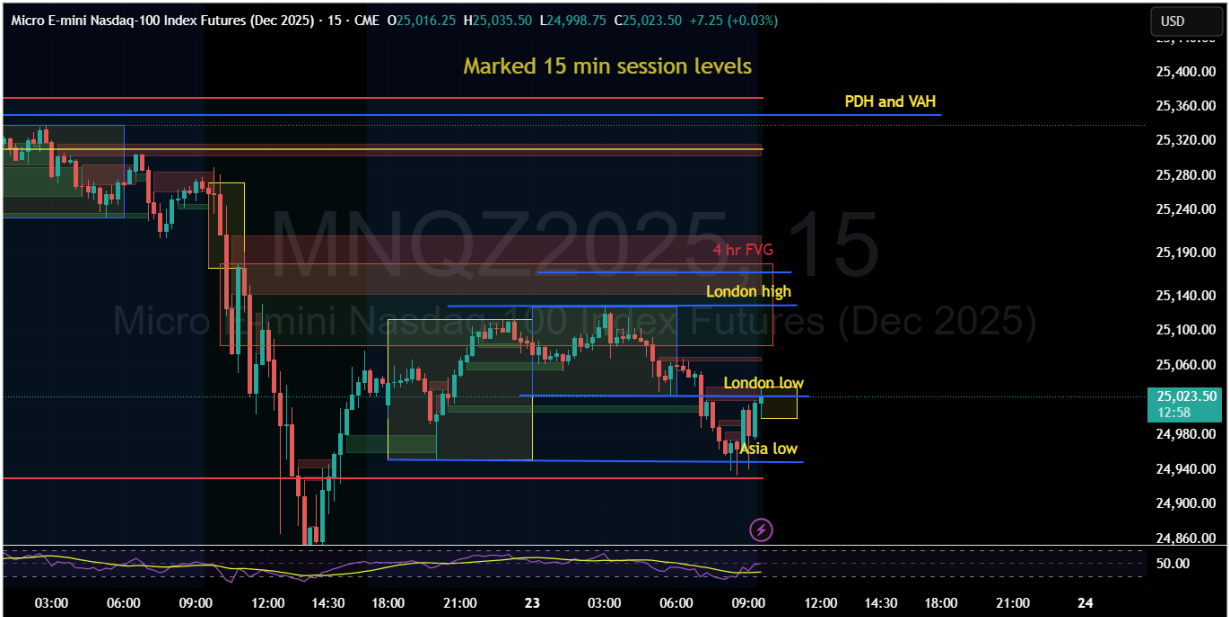 Micro E-mini Nasdaq-100 Index Futures (Dec 2025) · 15 · CME O25,016.25 H25,035.50 L24,998.75 C25,023.50 +7.25 (+0.03%)
USD
Marked 15 min session levels
25,400.00
PDH and VAH
25,360.00
25,320.00
25,280.00
25,240.00
MNQZ2025, 15
4 hr FVG
25,190.00
London high
25,140.00
Micro E-mini Nasdaq-100 Index Futures (Dec 2025)
25,100.00
25,060.00
London low
25,023.50
12:58
24,980.00
Asia low
24,940.00
24,900.00
24,860.00
50.00
03:00 06:00 09:00 12:00 14:30 18:00 21:00 23 03:00 06:00 09:00 12:00 14:30 18:00 21:00 24